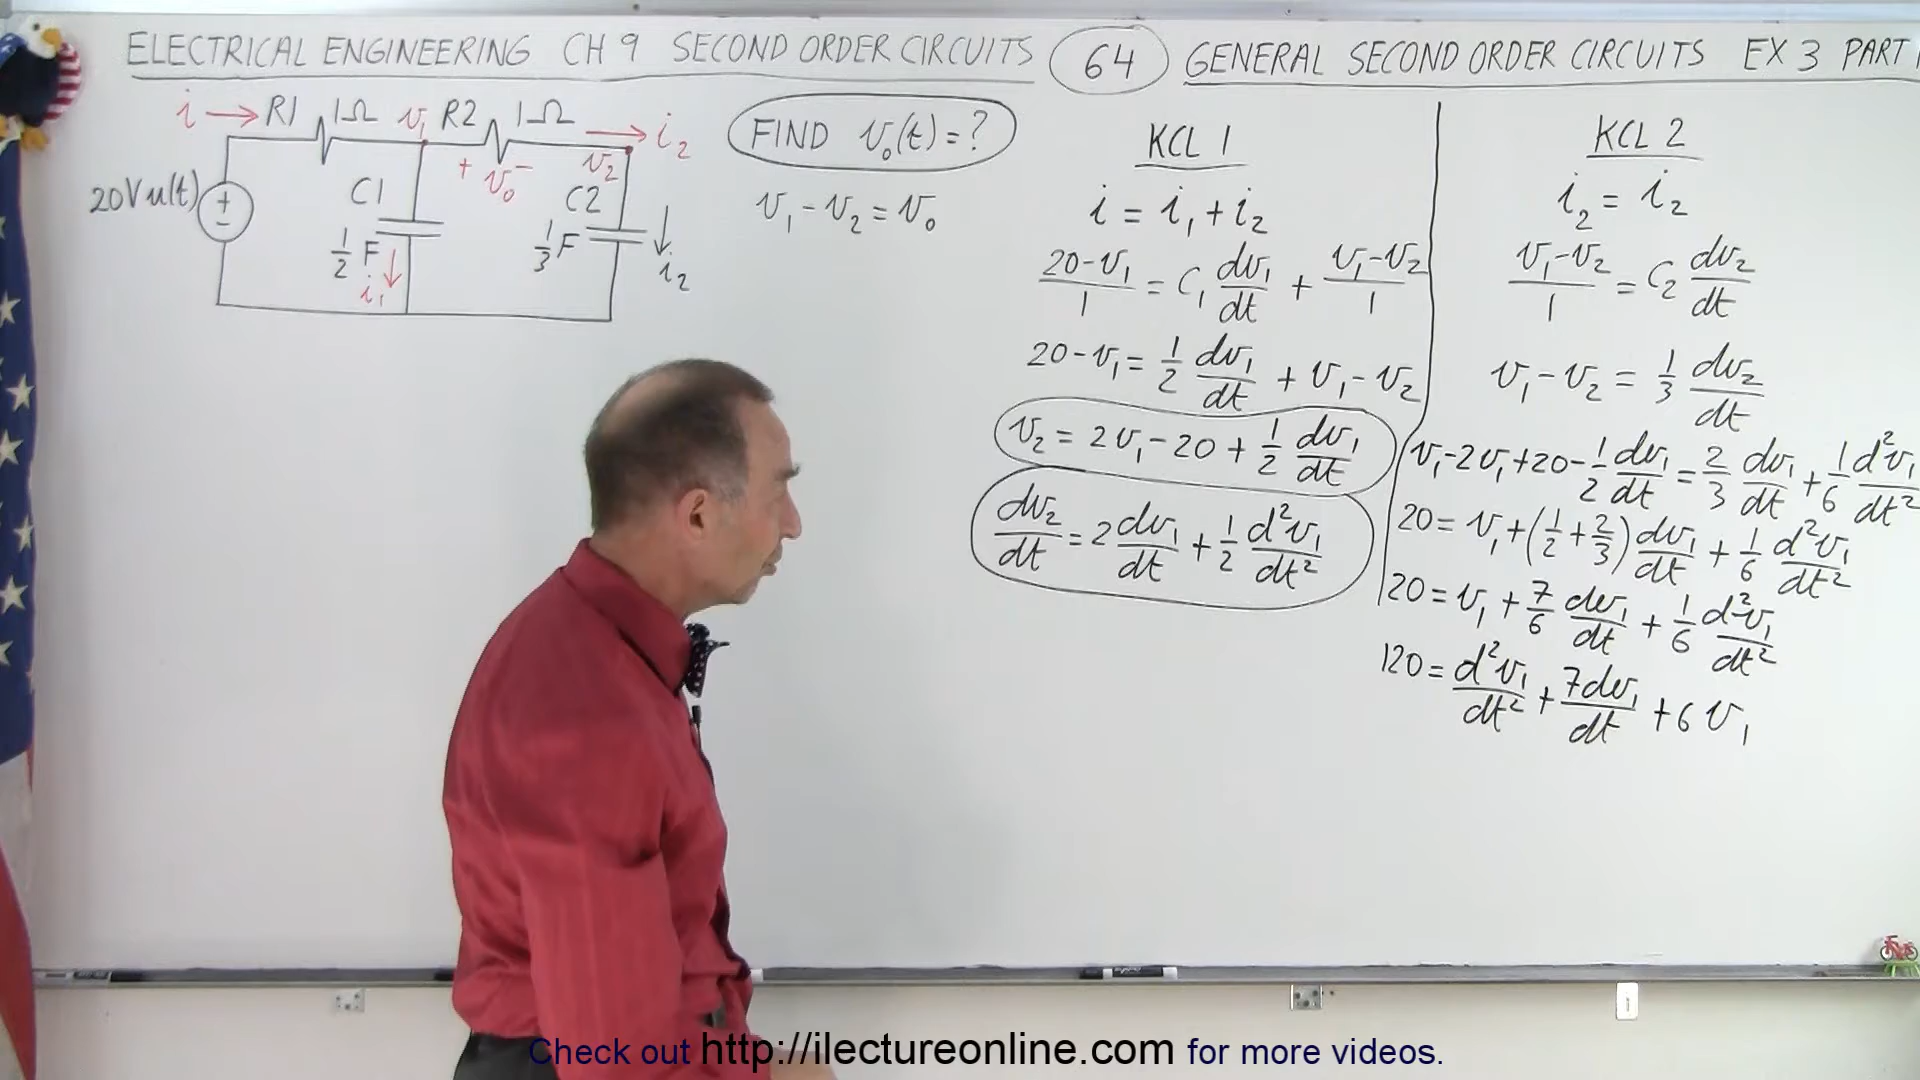 ELECTRICAL ENGINEERING CH 9 SECOND ORDER CIRCUITS 64 GENERAL SECOND ORDER CIRCUITS EX 3 PART
i → R1 1Ω v₁ R2 1Ω → i₂
+ v₀ − v₂
20V u(t) + −
C1 C2
1/2 F 1/3 F
i₁ i₂
FIND v₀(t) = ?
v₁ − v₂ = v₀
KCL 1
i = i₁ + i₂
(20 − v₁)/1 = C₁ dv₁/dt + (v₁ − v₂)/1
20 − v₁ = 1/2 dv₁/dt + v₁ − v₂
v₂ = 2v₁ − 20 + 1/2 dv₁/dt
dv₂/dt = 2 dv₁/dt + 1/2 d²v₁/dt²
KCL 2
i₂ = i₂
(v₁ − v₂)/1 = C₂ dv₂/dt
v₁ − v₂ = 1/3 dv₂/dt
v₁ − 2v₁ + 20 − 1/2 dv₁/dt = 2/3 dv₁/dt + 1/6 d²v₁/dt²
20 = v₁ + (1/2 + 2/3) dv₁/dt + 1/6 d²v₁/dt²
20 = v₁ + 7/6 dv₁/dt + 1/6 d²v₁/dt²
120 = d²v₁/dt² + 7dv₁/dt + 6v₁
Check out http://ilectureonline.com for more videos.